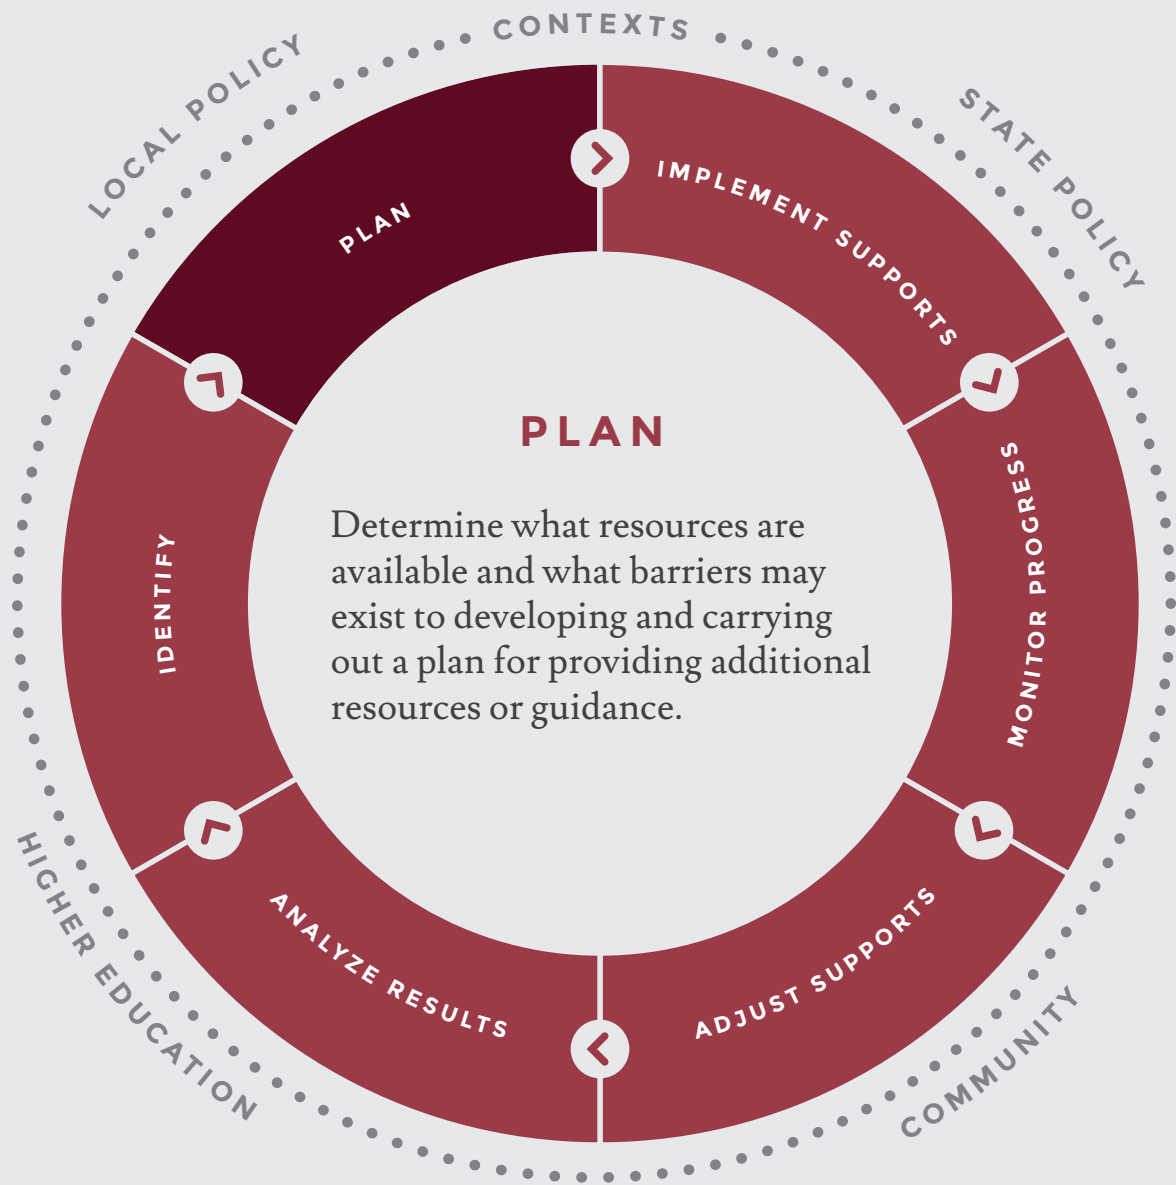 CONTEXTS
LOCAL POLICY
STATE POLICY
PLAN
IMPLEMENT SUPPORTS
MONITOR PROGRESS
ADJUST SUPPORTS
ANALYZE RESULTS
IDENTIFY
PLAN
Determine what resources are
available and what barriers may
exist to developing and carrying
out a plan for providing additional
resources or guidance.
HIGHER EDUCATION
COMMUNITY